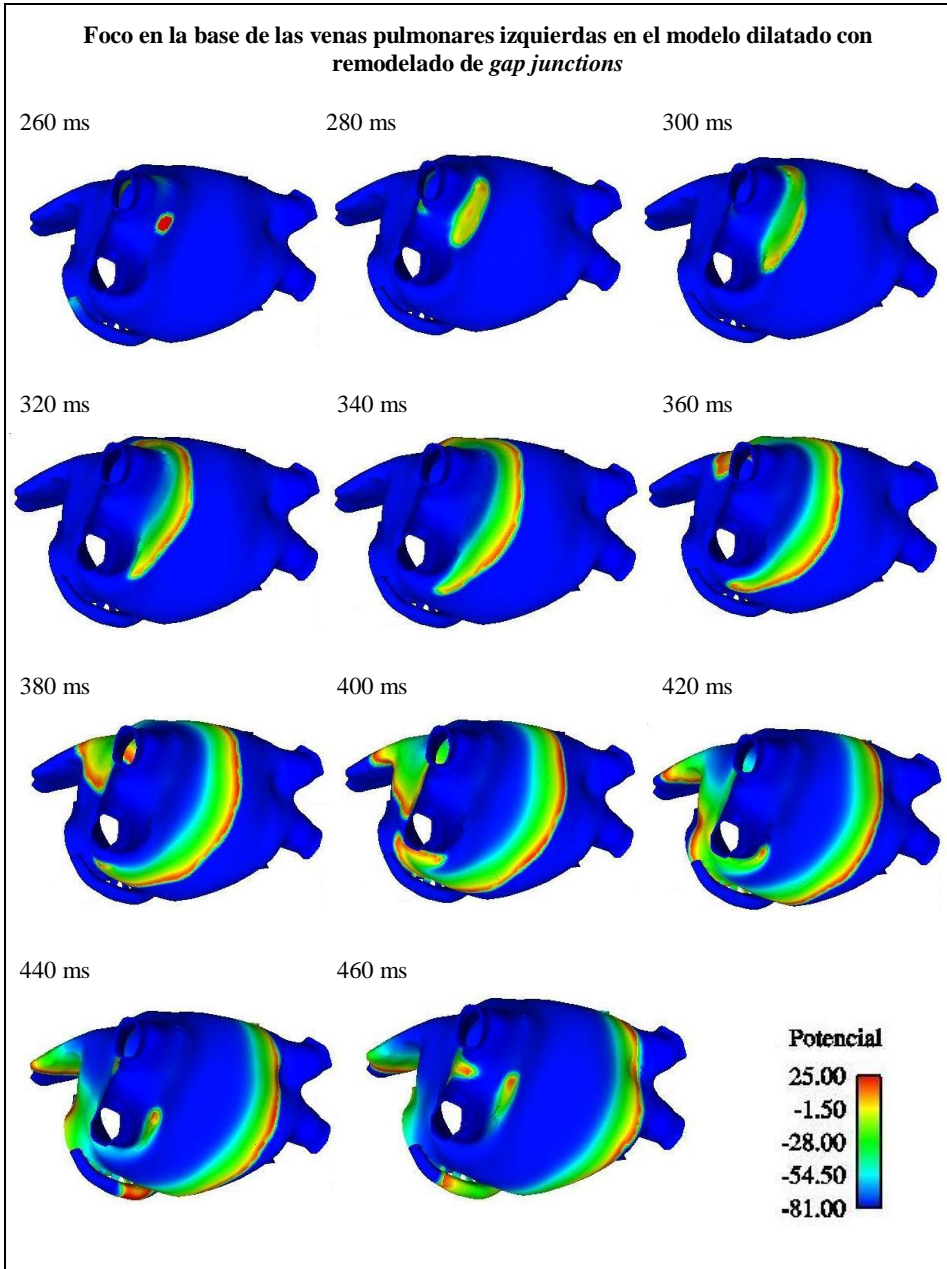 Foco en la base de las venas pulmonares izquierdas en el modelo dilatado con
remodelado de gap junctions
260 ms
280 ms
300 ms
320 ms
340 ms
360 ms
380 ms
400 ms
420 ms
440 ms
460 ms
Potencial
25.00
-1.50
-28.00
-54.50
-81.00